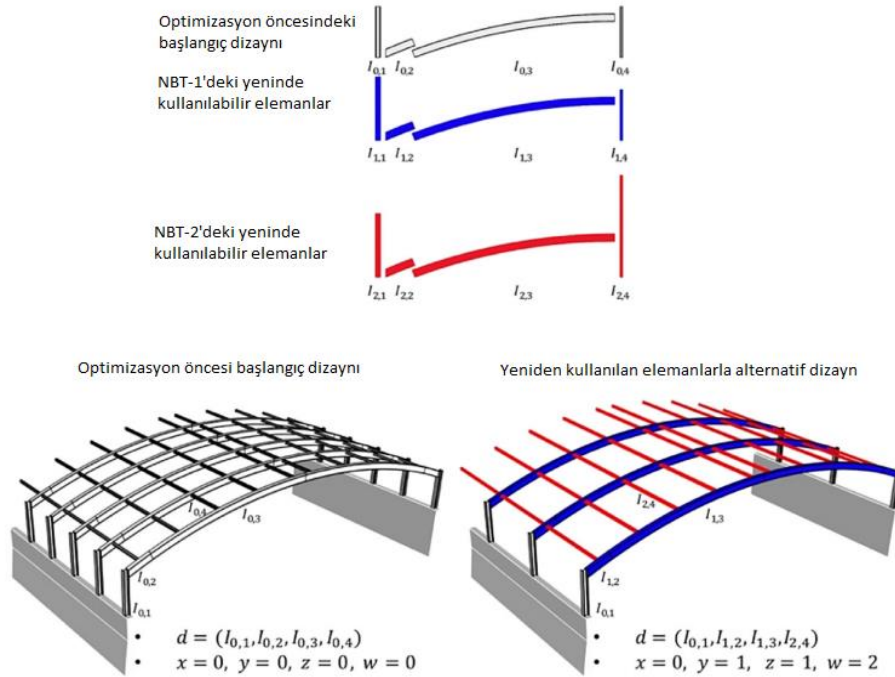 Optimizasyon öncesindeki
başlangıç dizaynı
I0,1 I0,2 I0,3 I0,4
NBT-1'deki yeninde
kullanılabilir elemanlar
I1,1 I1,2 I1,3 I1,4
NBT-2'deki yeninde
kullanılabilir elemanlar
I2,1 I2,2 I2,3 I2,4
Optimizasyon öncesi başlangıç dizaynı
I0,4 I0,3
I0,2
I0,1
• d = (I0,1,I0,2,I0,3,I0,4)
• x = 0, y = 0, z = 0, w = 0
Yeniden kullanılan elemanlarla alternatif dizayn
I2,4 I1,3
I1,2
I0,1
• d = (I0,1,I1,2,I1,3,I2,4)
• x = 0, y = 1, z = 1, w = 2